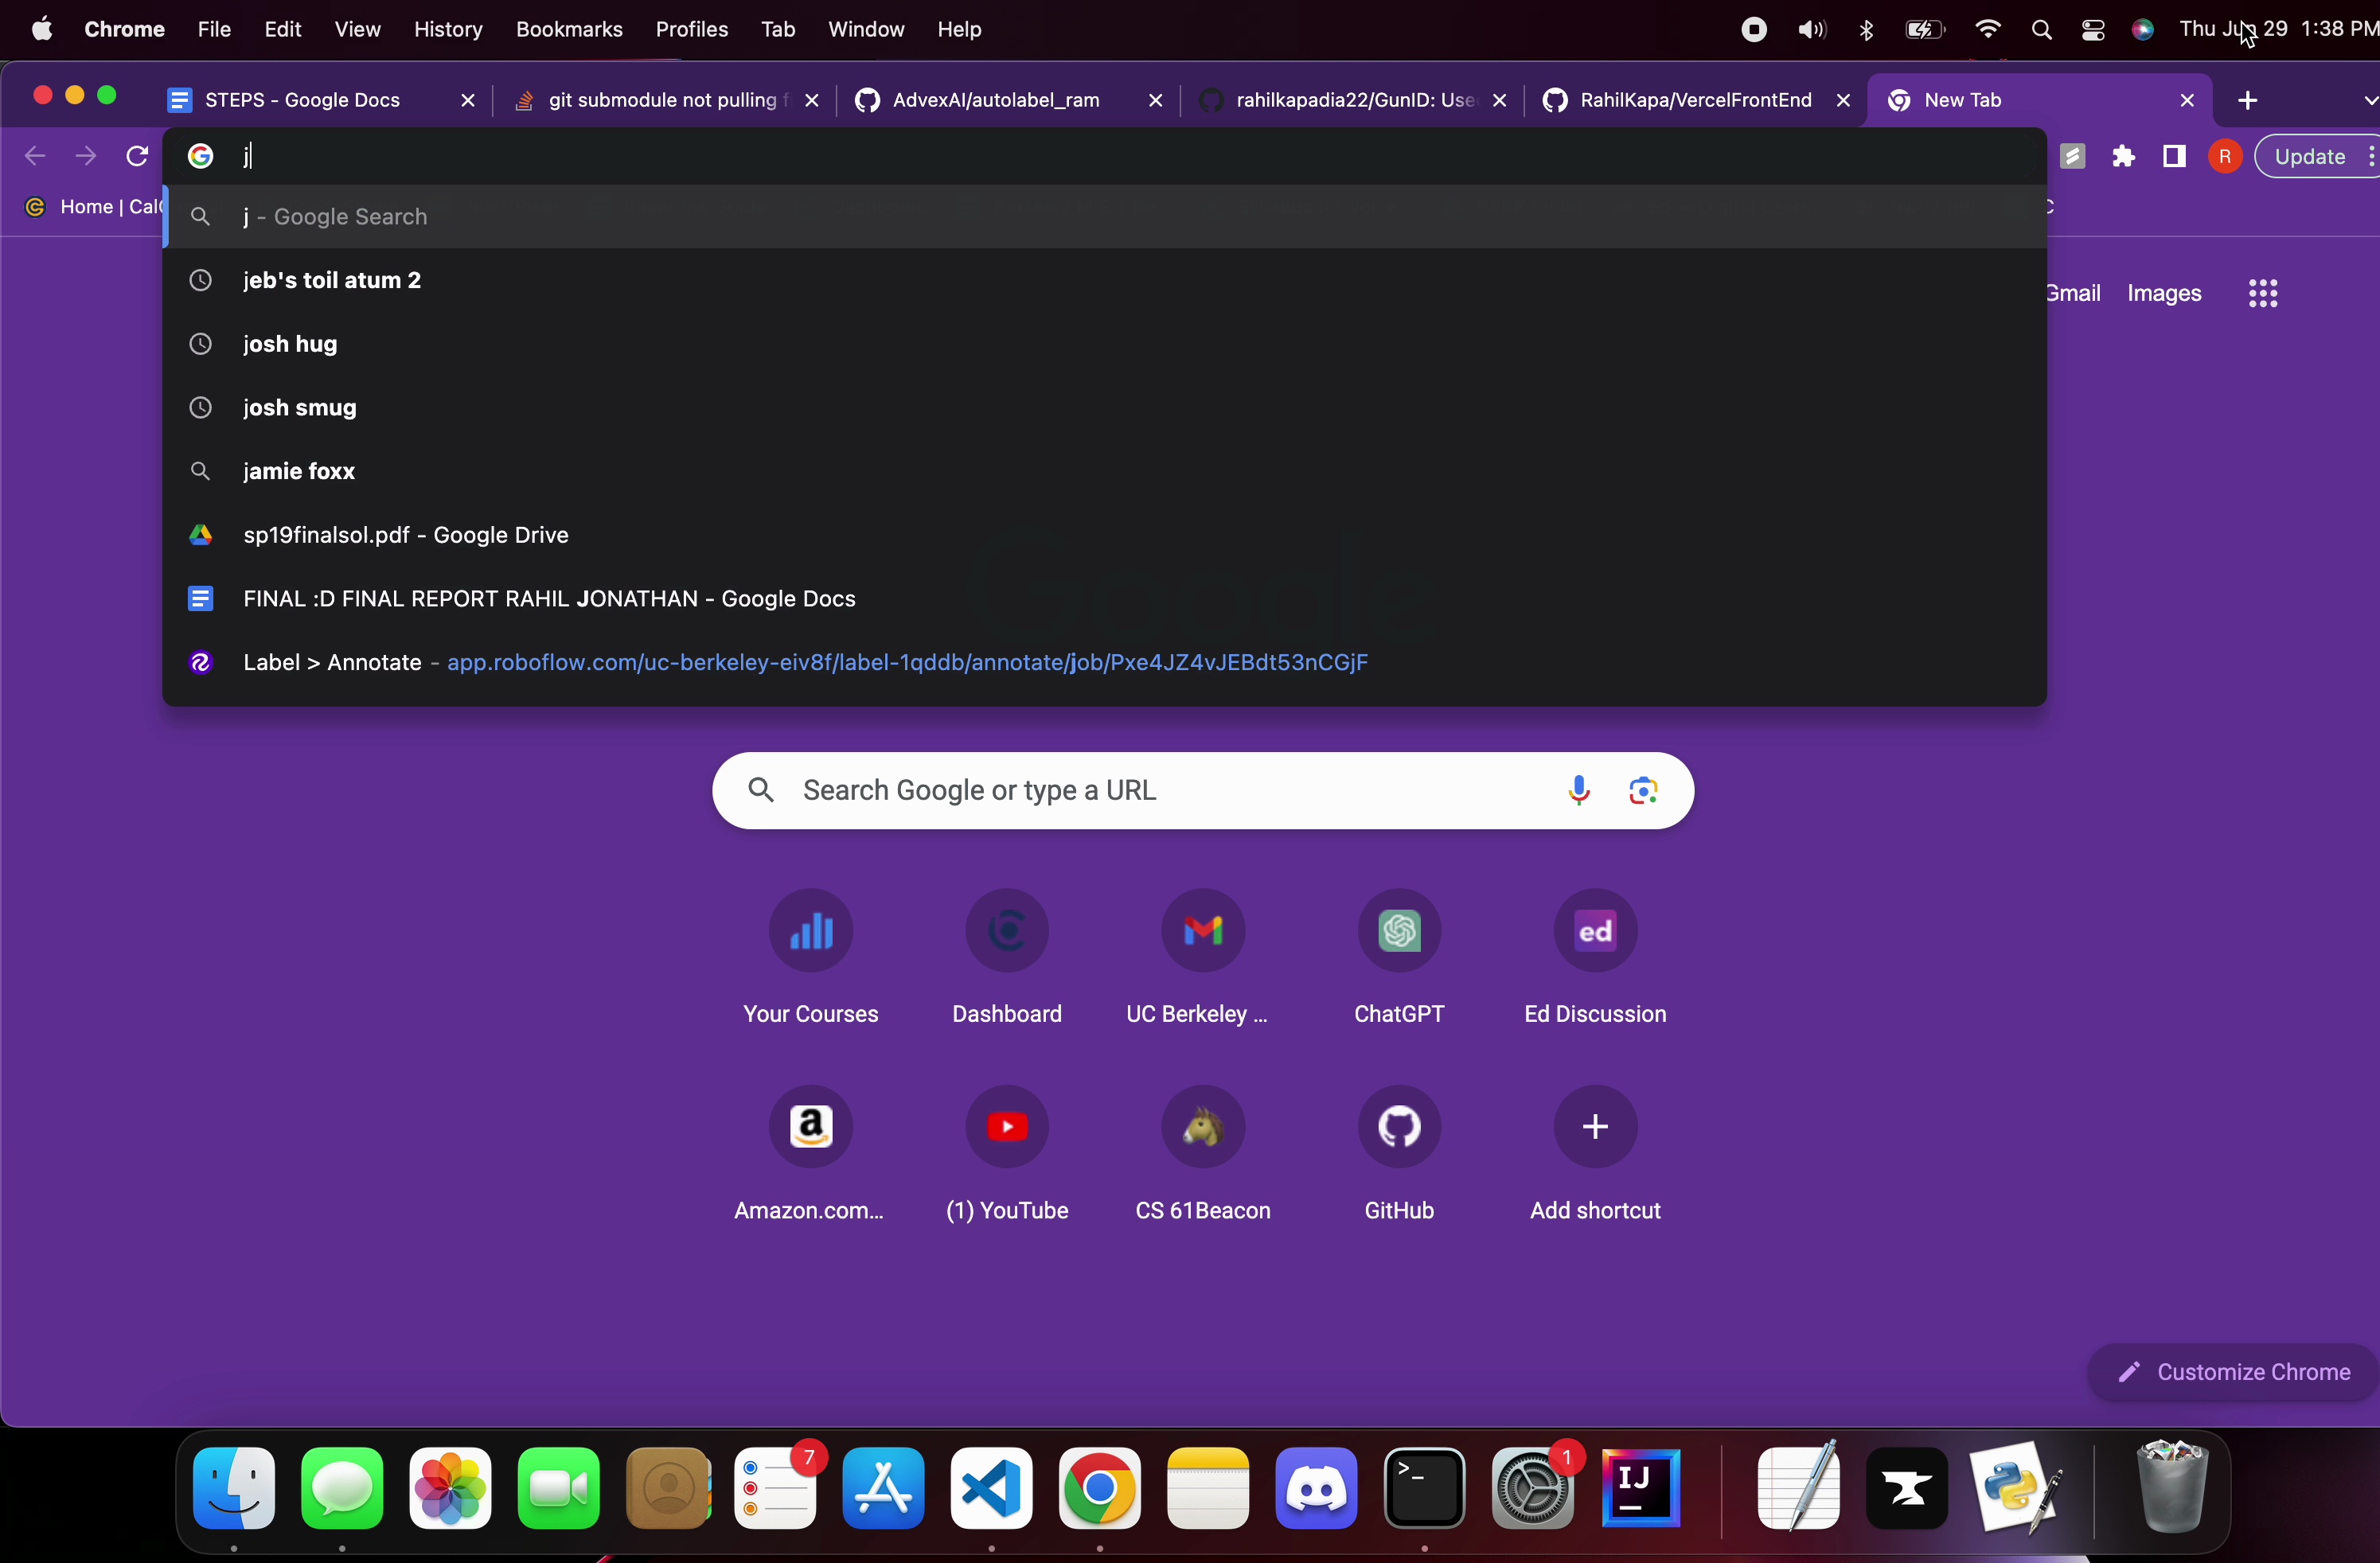 Chrome File Edit View History Bookmarks Profiles Tab Window Help Thu Jun 29 1:38 PM
STEPS - Google Docs git submodule not pulling f AdvexAI/autolabel_ram rahilkapadia22/GunID: Use RahilKapa/VercelFrontEnd New Tab
j R Update
Home | Cal
j - Google Search
jeb's toil atum 2
Gmail Images
josh hug
josh smug
jamie foxx
sp19finalsol.pdf - Google Drive
FINAL :D FINAL REPORT RAHIL JONATHAN - Google Docs
Label > Annotate - app.roboflow.com/uc-berkeley-eiv8f/label-1qddb/annotate/job/Pxe4JZ4vJEBdt53nCGjF
Search Google or type a URL
ed
Your Courses Dashboard UC Berkeley ... ChatGPT Ed Discussion
a
Amazon.com... (1) YouTube CS 61Beacon GitHub Add shortcut
Customize Chrome
7 >_ 1 IJ